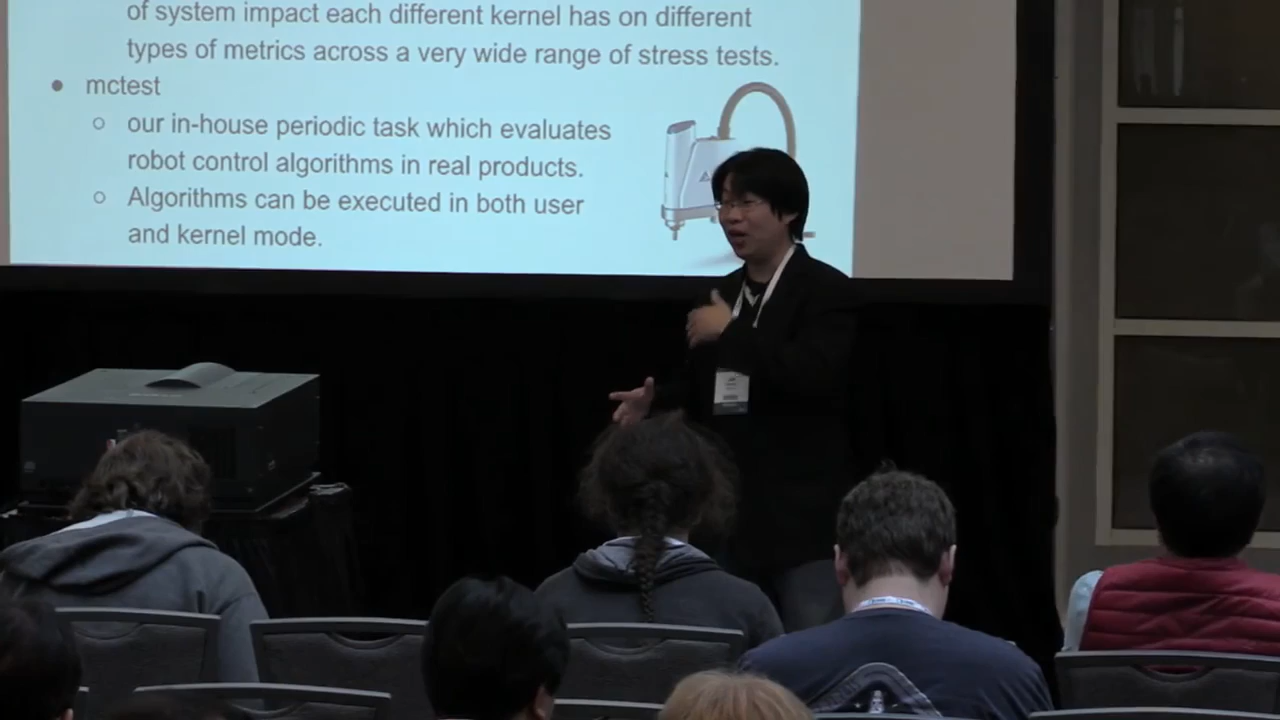 of system impact each different kernel has on different
types of metrics across a very wide range of stress tests.
● mctest
○ our in-house periodic task which evaluates
robot control algorithms in real products.
○ Algorithms can be executed in both user
and kernel mode.